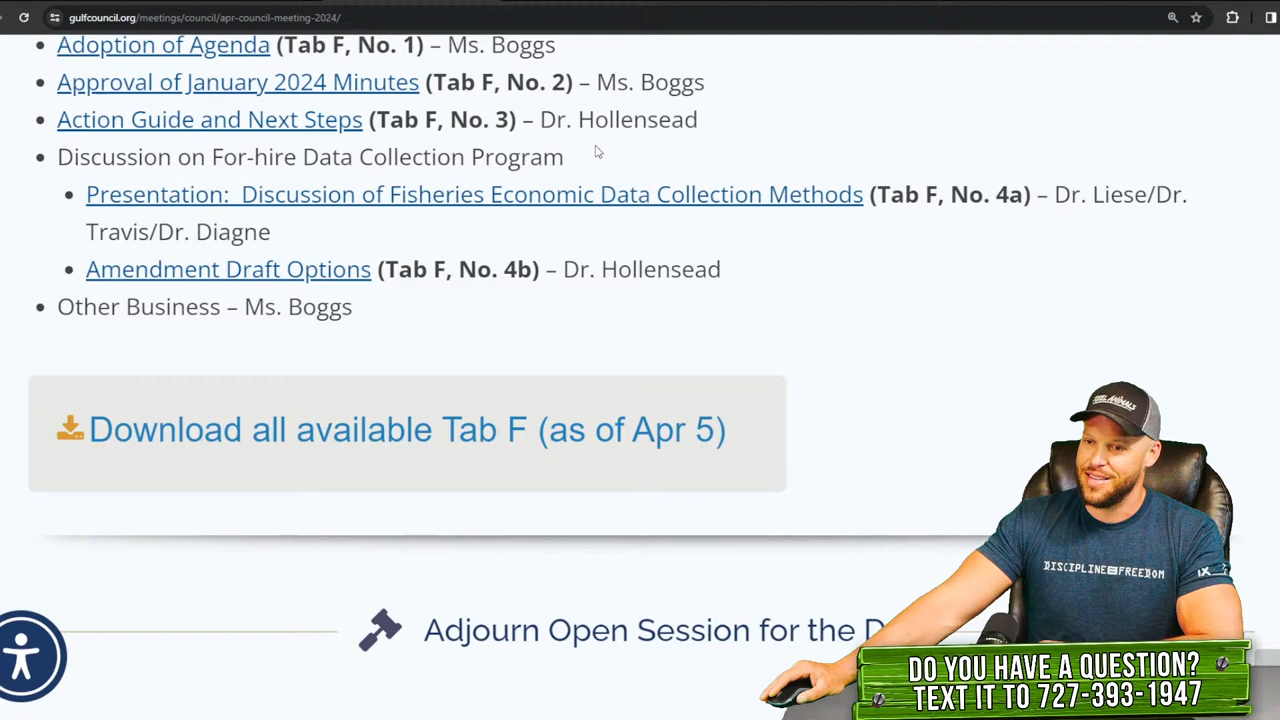 gulfcouncil.org/meetings/council/apr-council-meeting-2024/
Adoption of Agenda (Tab F, No. 1) – Ms. Boggs
Approval of January 2024 Minutes (Tab F, No. 2) – Ms. Boggs
Action Guide and Next Steps (Tab F, No. 3) – Dr. Hollensead
Discussion on For-hire Data Collection Program
Presentation: Discussion of Fisheries Economic Data Collection Methods (Tab F, No. 4a) – Dr. Liese/Dr.
Travis/Dr. Diagne
Amendment Draft Options (Tab F, No. 4b) – Dr. Hollensead
Other Business – Ms. Boggs
Download all available Tab F (as of Apr 5)
Adjourn Open Session for the D
DISCIPLINE=FREEDOM
DO YOU HAVE A QUESTION?
TEXT IT TO 727-393-1947